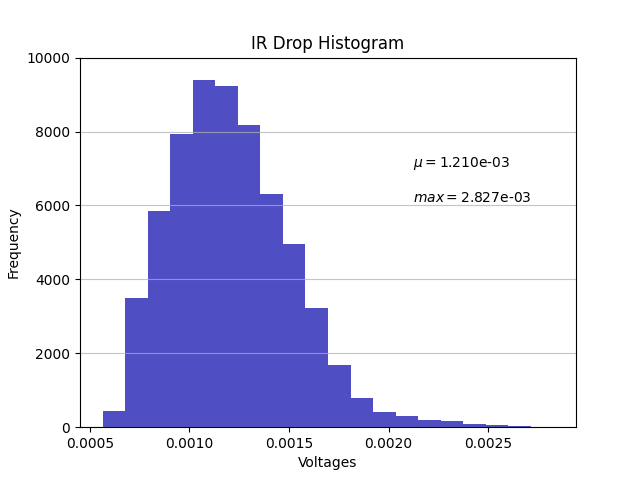 IR Drop Histogram
10000
8000
6000
4000
2000
0
Frequency
μ = 1.210e-03
max = 2.827e-03
0.0005 0.0010 0.0015 0.0020 0.0025
Voltages